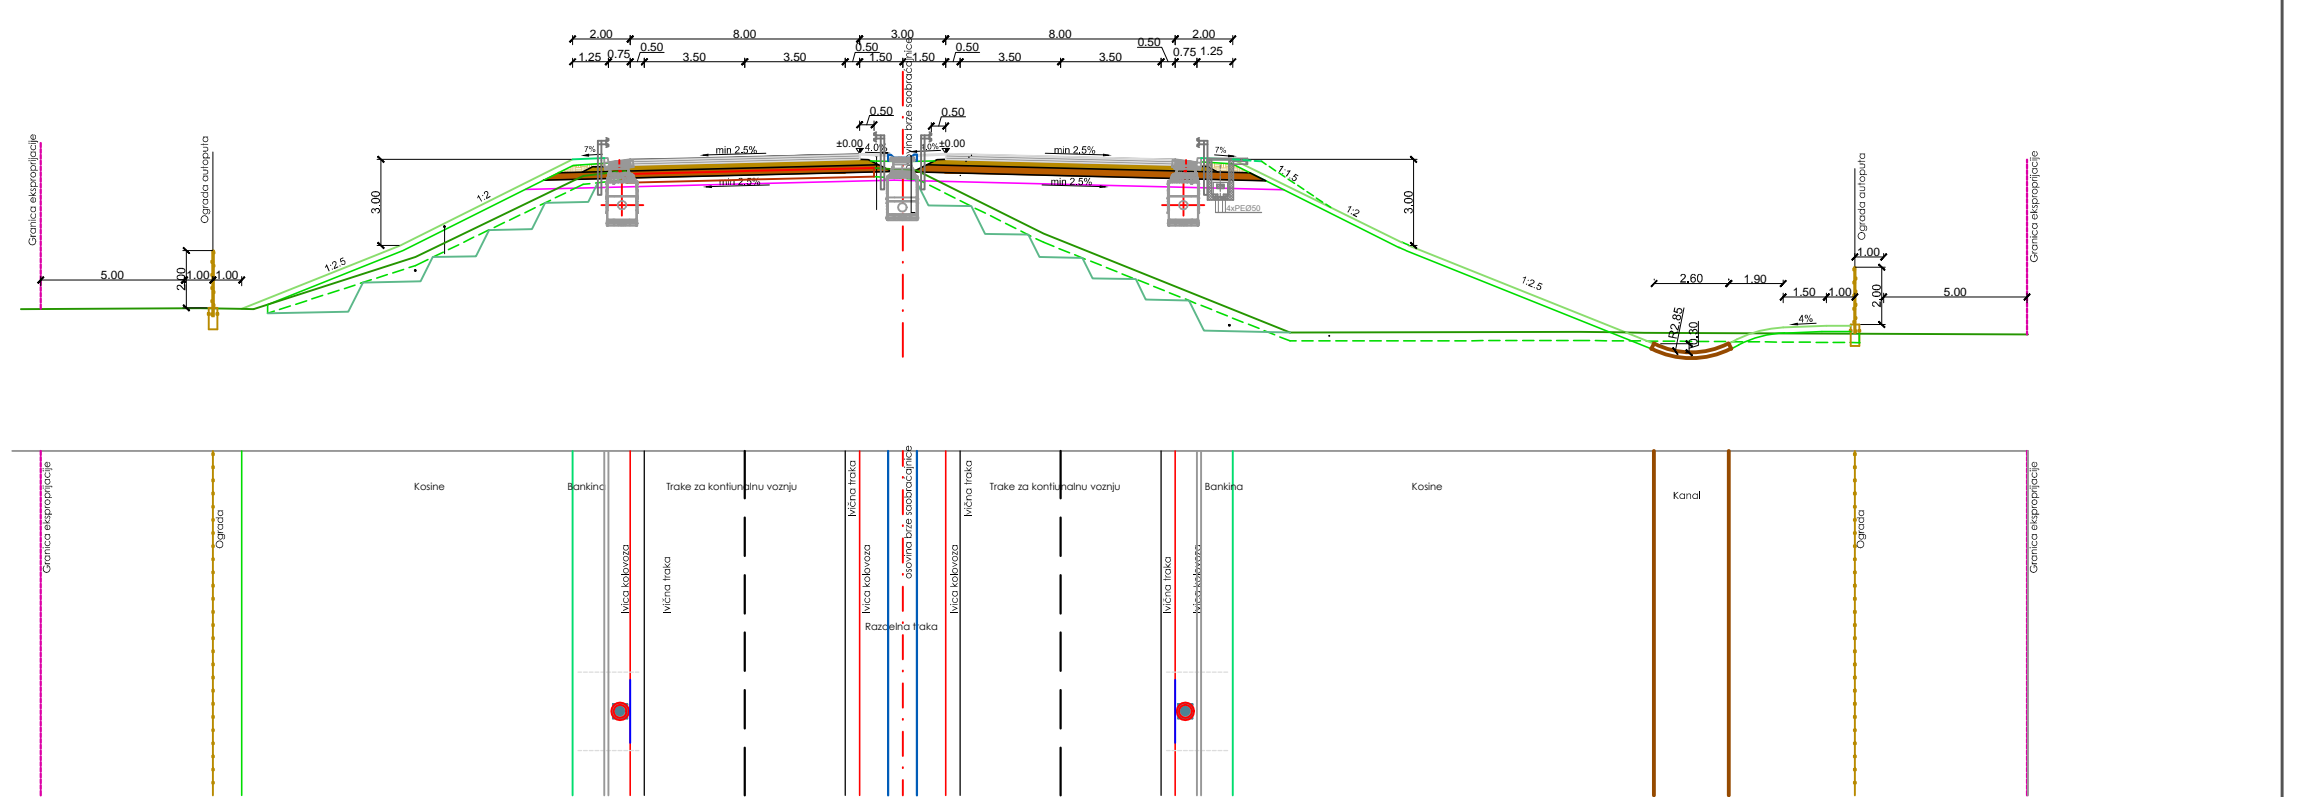 2.00
8.00
3.00
8.00
2.00
1.25
0.75
0.50
3.50
3.50
0.50
1.50
1.50
0.50
3.50
3.50
0.50
0.75
1.25
0.50
0.50
Granica eksproprijacije
Ograda autoputa
7%
min 2.5%
±0.00
4.0%
±0.00
min 2.5%
7%
1:1.5
Ograda autoputa
Granica eksproprijacije
3.00
1:2
min 2.5%
min 2.5%
4xPEØ50
1:2
3.00
1:2.5
5.00
2.00
1.00
1.00
1:2.5
2.60
1.90
1.00
1.50
1.00
2.00
5.00
R2.85
0.30
4%
Granica eksproprijacije
Ograda
Kosine
Bankina
Ivica kolovoza
Ivična traka
Trake za kontiunalnu voznju
Ivična traka
Ivica kolovoza
osovina brze saobraćajnice
Razdelna traka
Ivica kolovoza
Ivična traka
Trake za kontiunalnu voznju
Ivična traka
Ivica kolovoza
Bankina
Kosine
Kanal
Ograda
Granica eksproprijacije